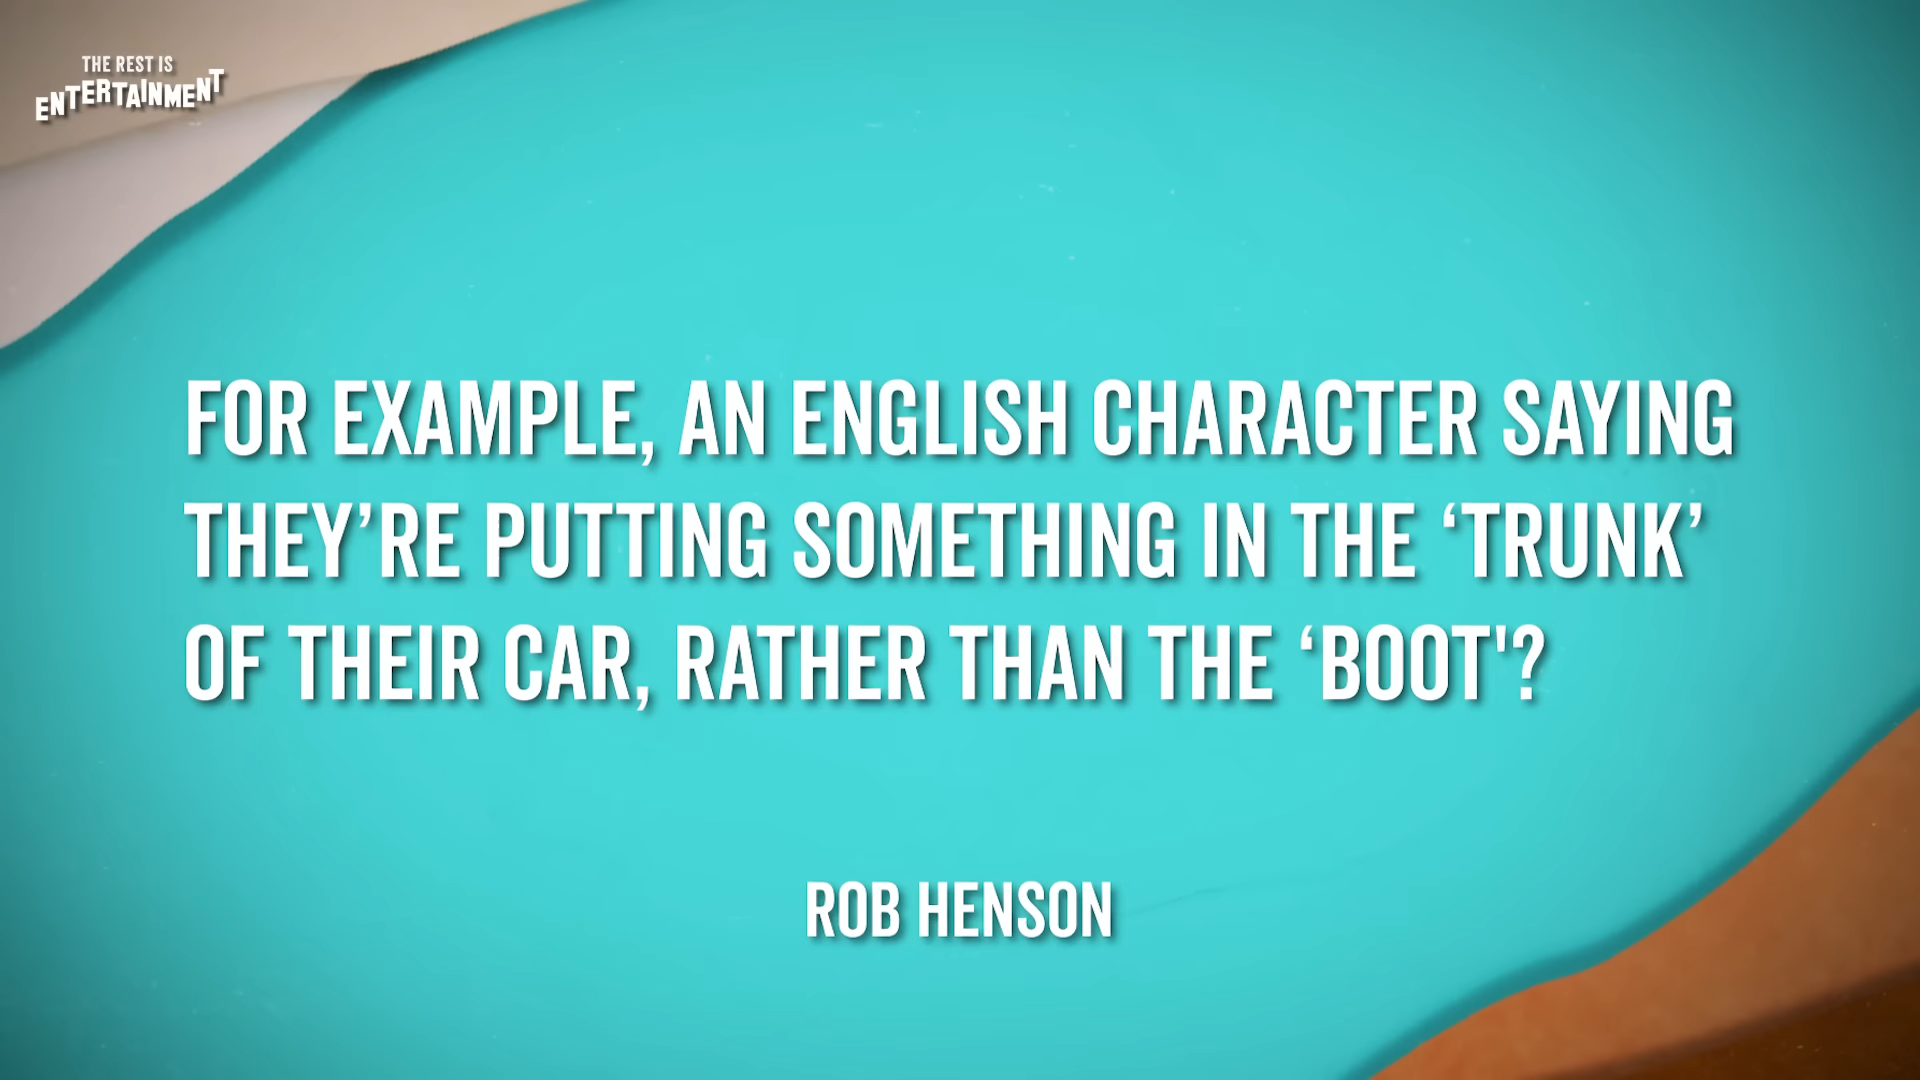 THE REST IS
ENTERTAINMENT
FOR EXAMPLE, AN ENGLISH CHARACTER SAYING
THEY’RE PUTTING SOMETHING IN THE ‘TRUNK’
OF THEIR CAR, RATHER THAN THE ‘BOOT'?
ROB HENSON